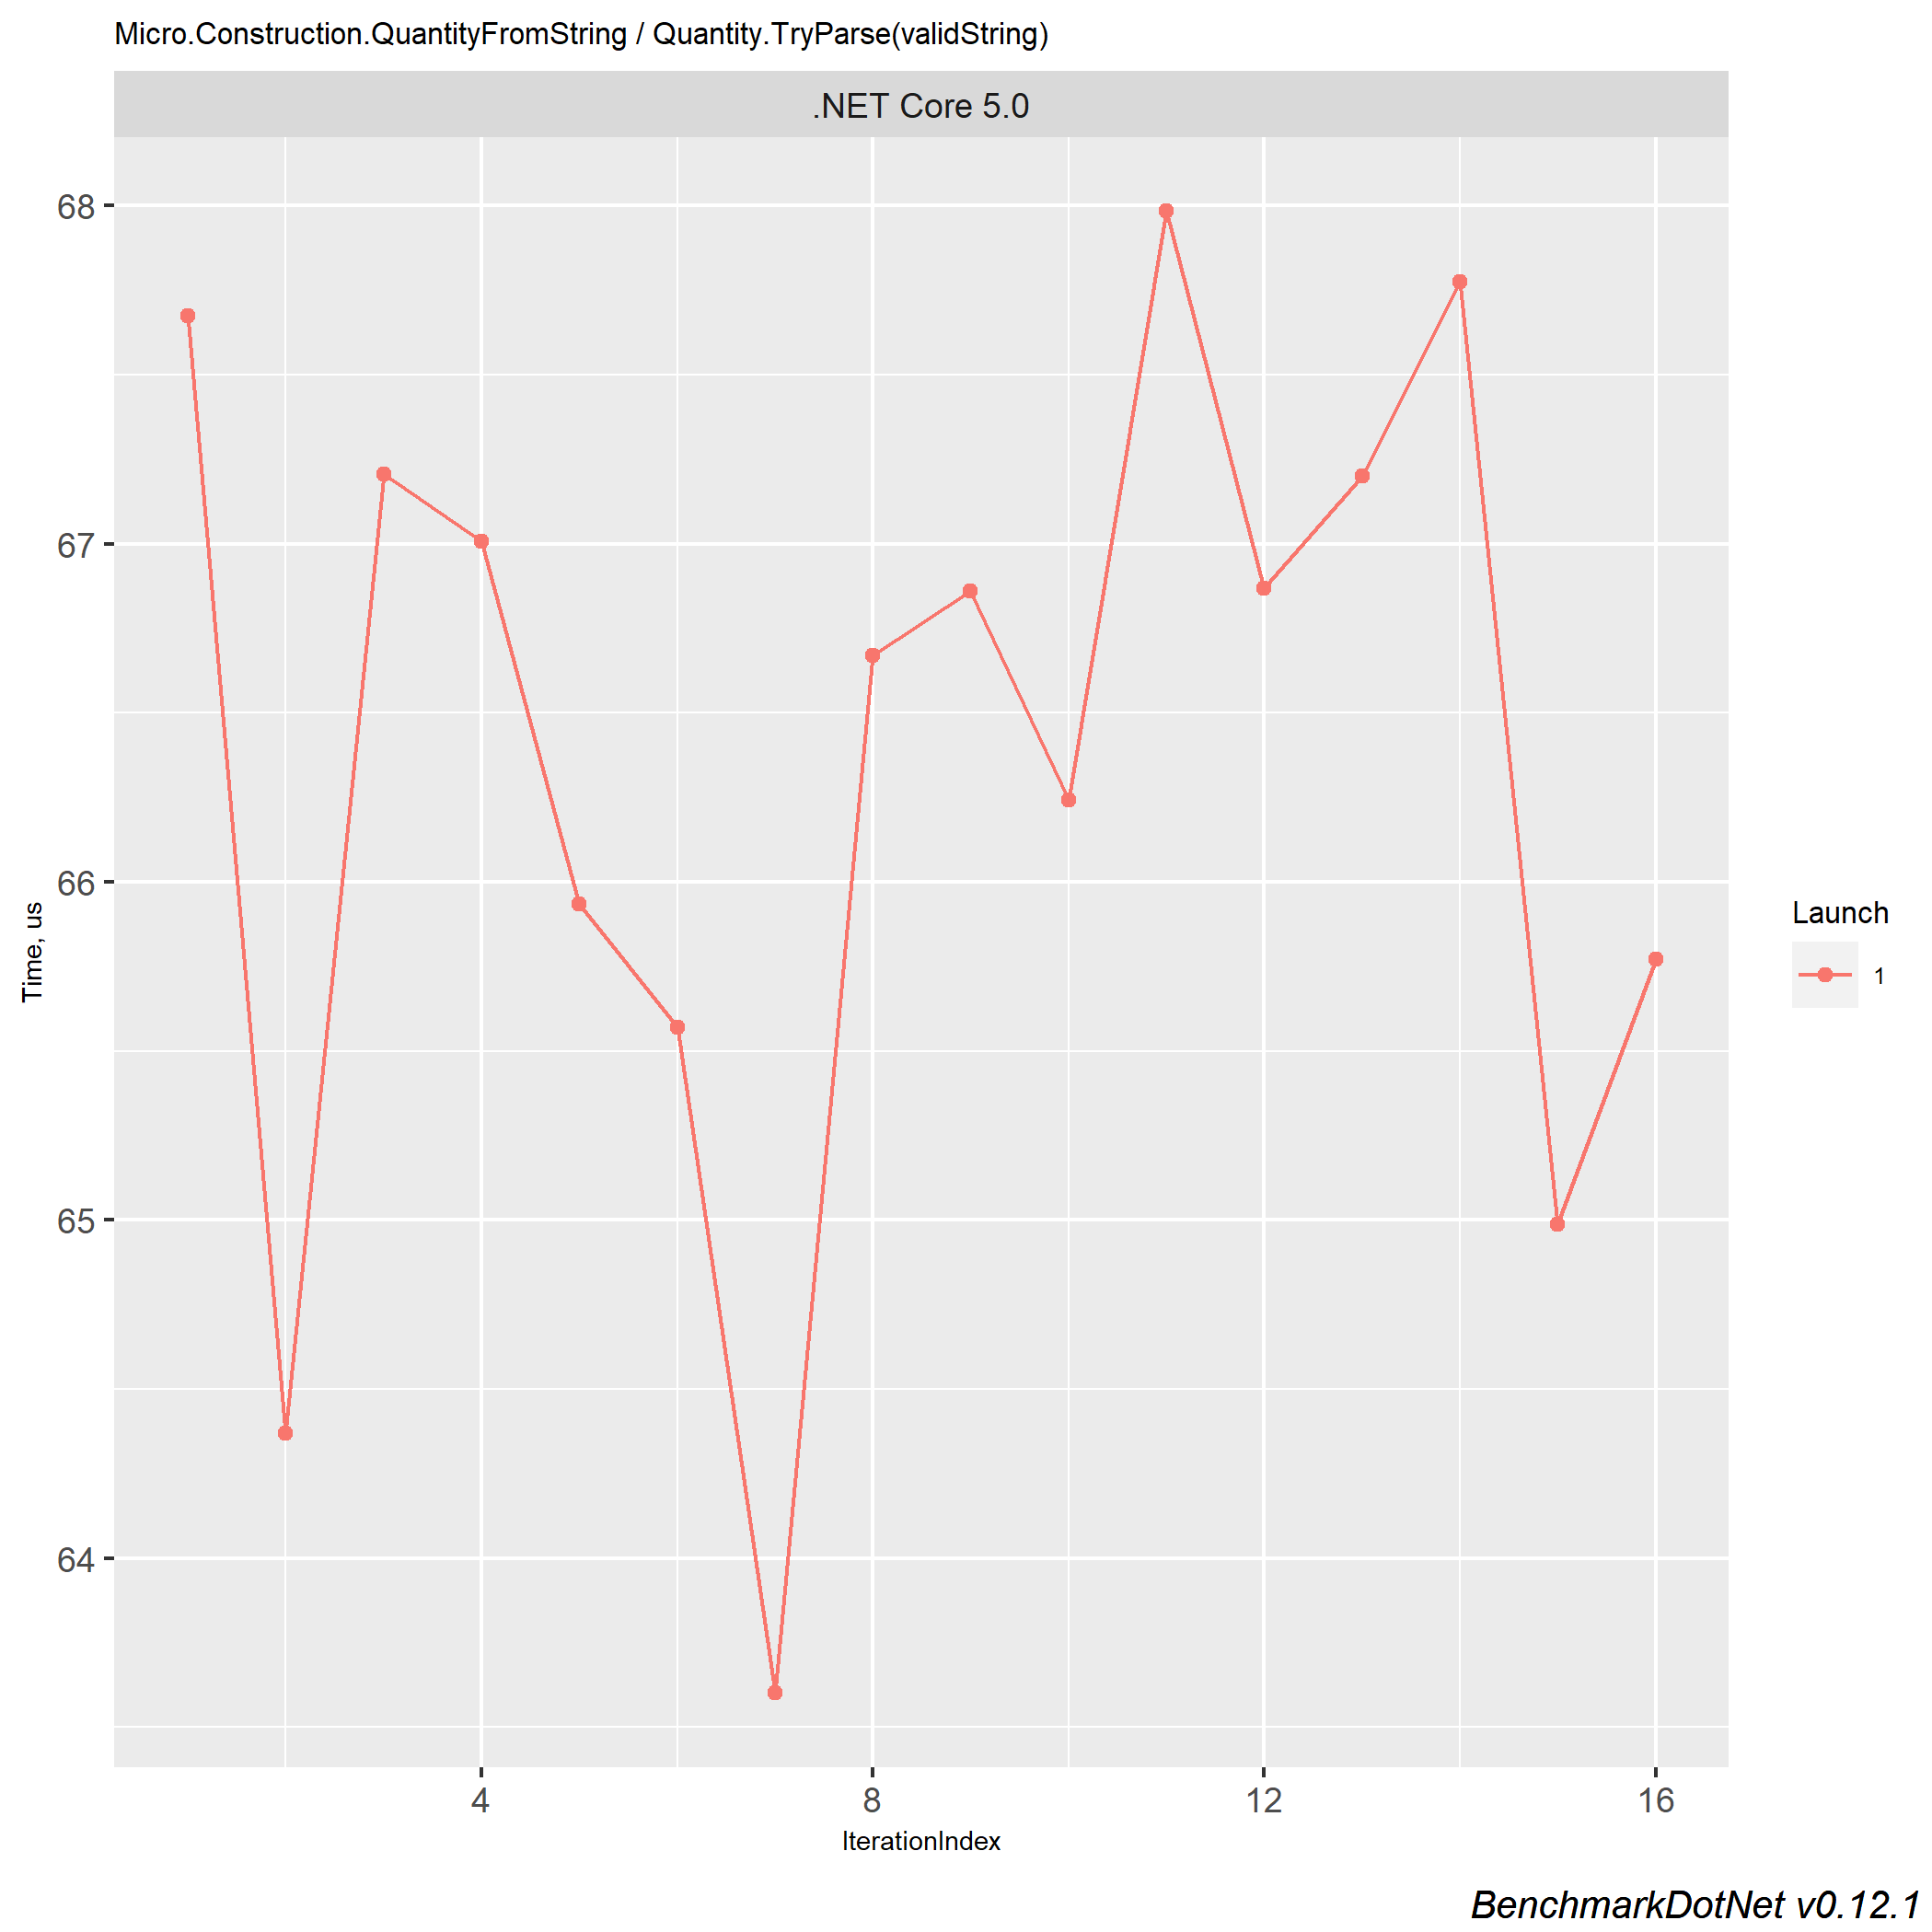 Micro.Construction.QuantityFromString / Quantity.TryParse(validString)
.NET Core 5.0
68
67
66
65
64
Time, us
4 8 12 16
IterationIndex
Launch
1
BenchmarkDotNet v0.12.1